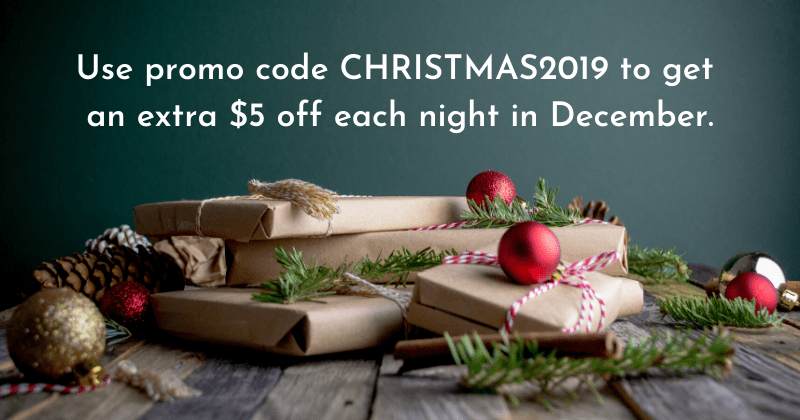 Use promo code CHRISTMAS2019 to get
an extra $5 off each night in December.